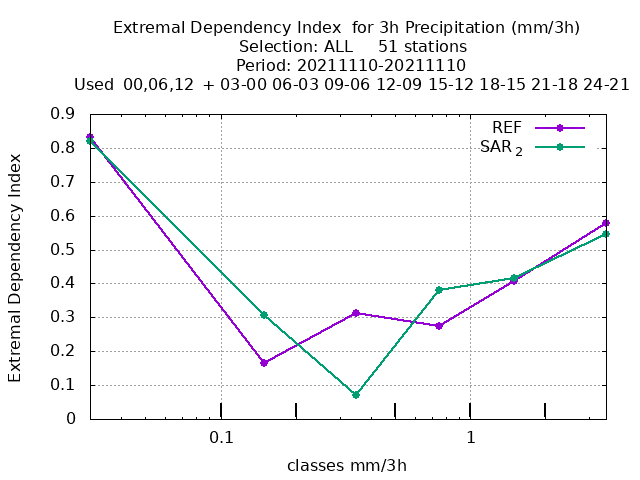 Extremal Dependency Index  for 3h Precipitation (mm/3h)
Selection: ALL     51 stations
Period: 20211110-20211110
Used  00,06,12  + 03-00 06-03 09-06 12-09 15-12 18-15 21-18 24-21
REF
SAR 2
0.9
0.8
0.7
0.6
0.5
0.4
0.3
0.2
0.1
0
Extremal Dependency Index
0.1
1
classes mm/3h